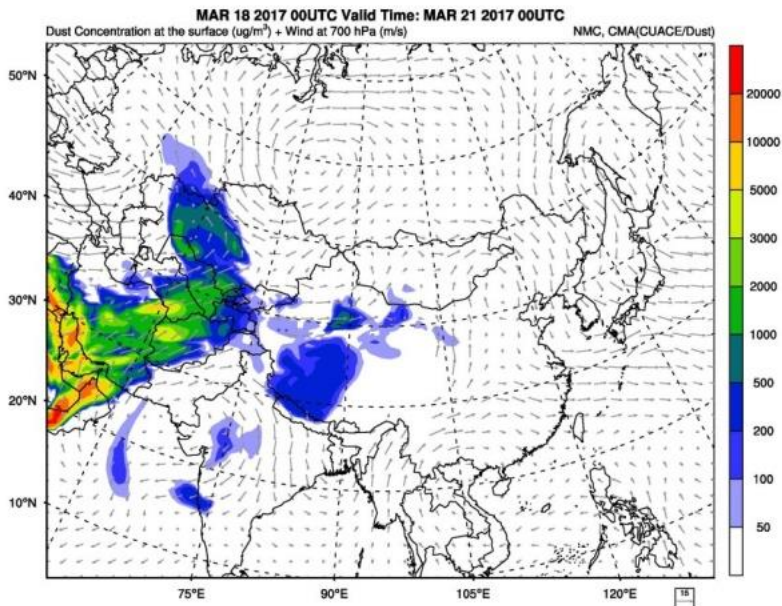 MAR 18 2017 00UTC Valid Time: MAR 21 2017 00UTC
Dust Concentration at the surface (ug/m³) + Wind at 700 hPa (m/s) NMC, CMA(CUACE/Dust)
50°N
40°N
30°N
20°N
10°N
75°E 90°E 105°E 120°E
20000
10000
5000
3000
2000
1000
500
200
100
50